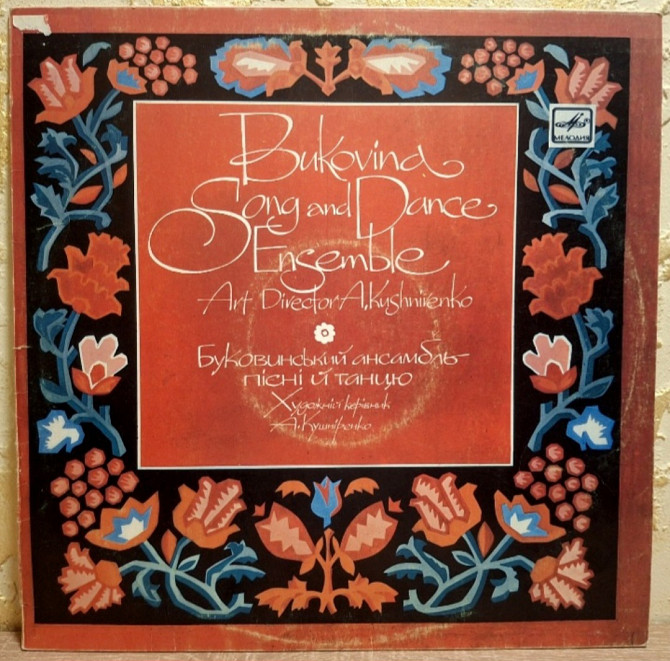 Bukovina
Song and Dance
Ensemble
Art Director A. Kushnirenko
Буковинський ансамбль
пісні й танцю
Художній керівник
А. Кушніренко
МЕЛОДИЯ